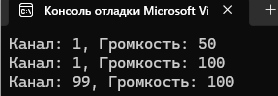 Консоль отладки Microsoft Vi
Канал: 1, Громкость: 50
Канал: 1, Громкость: 100
Канал: 99, Громкость: 100